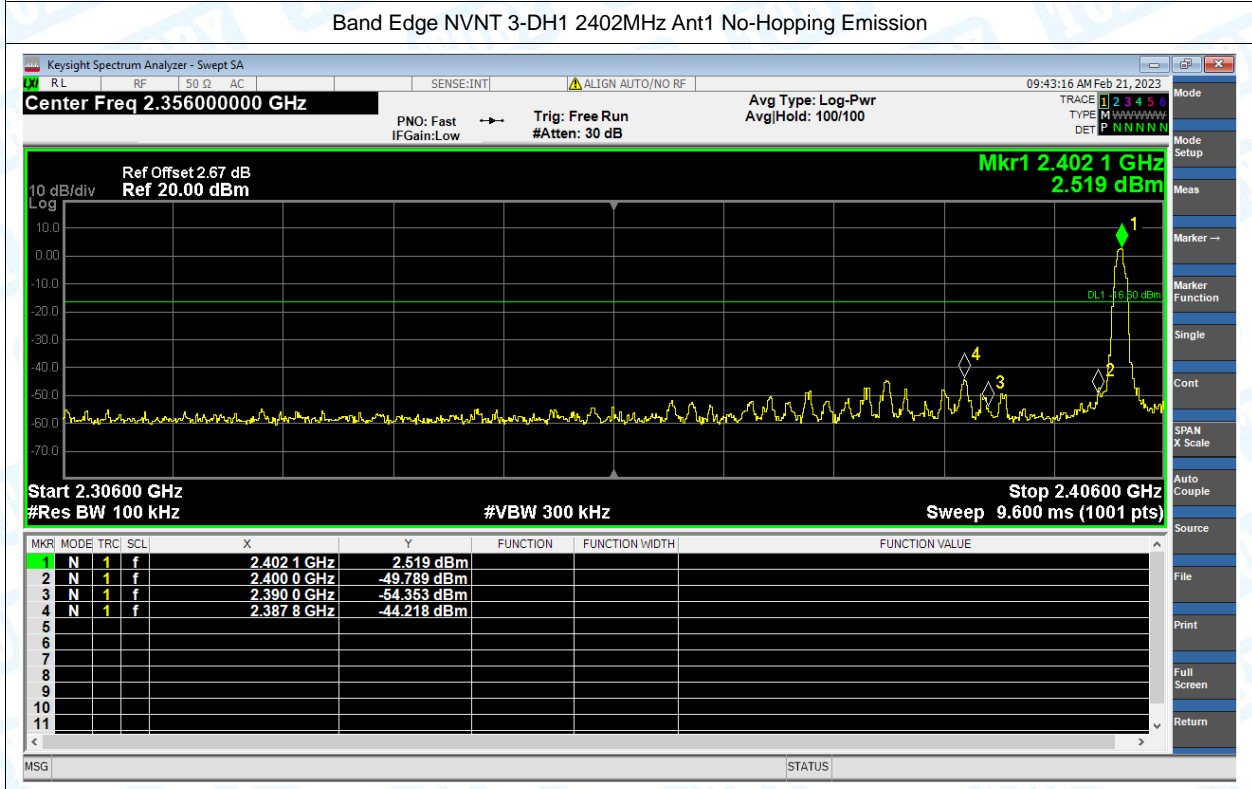 Band Edge NVNT 3-DH1 2402MHz Ant1 No-Hopping Emission
Keysight Spectrum Analyzer - Swept SA
LXI RL RF 50 Ω AC SENSE:INT ALIGN AUTO/NO RF 09:43:16 AM Feb 21, 2023
Center Freq 2.356000000 GHz
PNO: Fast
IFGain:Low
Trig: Free Run
#Atten: 30 dB
Avg Type: Log-Pwr
Avg|Hold: 100/100
TRACE 1 2 3 4 5 6
TYPE M W W W W W
DET P N N N N N
Ref Offset 2.67 dB
10 dB/div Ref 20.00 dBm
Log
Mkr1 2.402 1 GHz
2.519 dBm
10.0
0.00
-10.0
-20.0
-30.0
-40.0
-50.0
-60.0
-70.0
DL1 -16.60 dBm
1
2
3
4
Start 2.30600 GHz Stop 2.40600 GHz
#Res BW 100 kHz #VBW 300 kHz Sweep 9.600 ms (1001 pts)
MKR MODE TRC SCL X Y FUNCTION FUNCTION WIDTH FUNCTION VALUE
1 N 1 f 2.402 1 GHz 2.519 dBm
2 N 1 f 2.400 0 GHz -49.789 dBm
3 N 1 f 2.390 0 GHz -54.353 dBm
4 N 1 f 2.387 8 GHz -44.218 dBm
5
6
7
8
9
10
11
MSG STATUS
Mode
Mode
Setup
Meas
Marker →
Marker
Function
Single
Cont
SPAN
X Scale
Auto
Couple
Source
File
Print
Full
Screen
Return